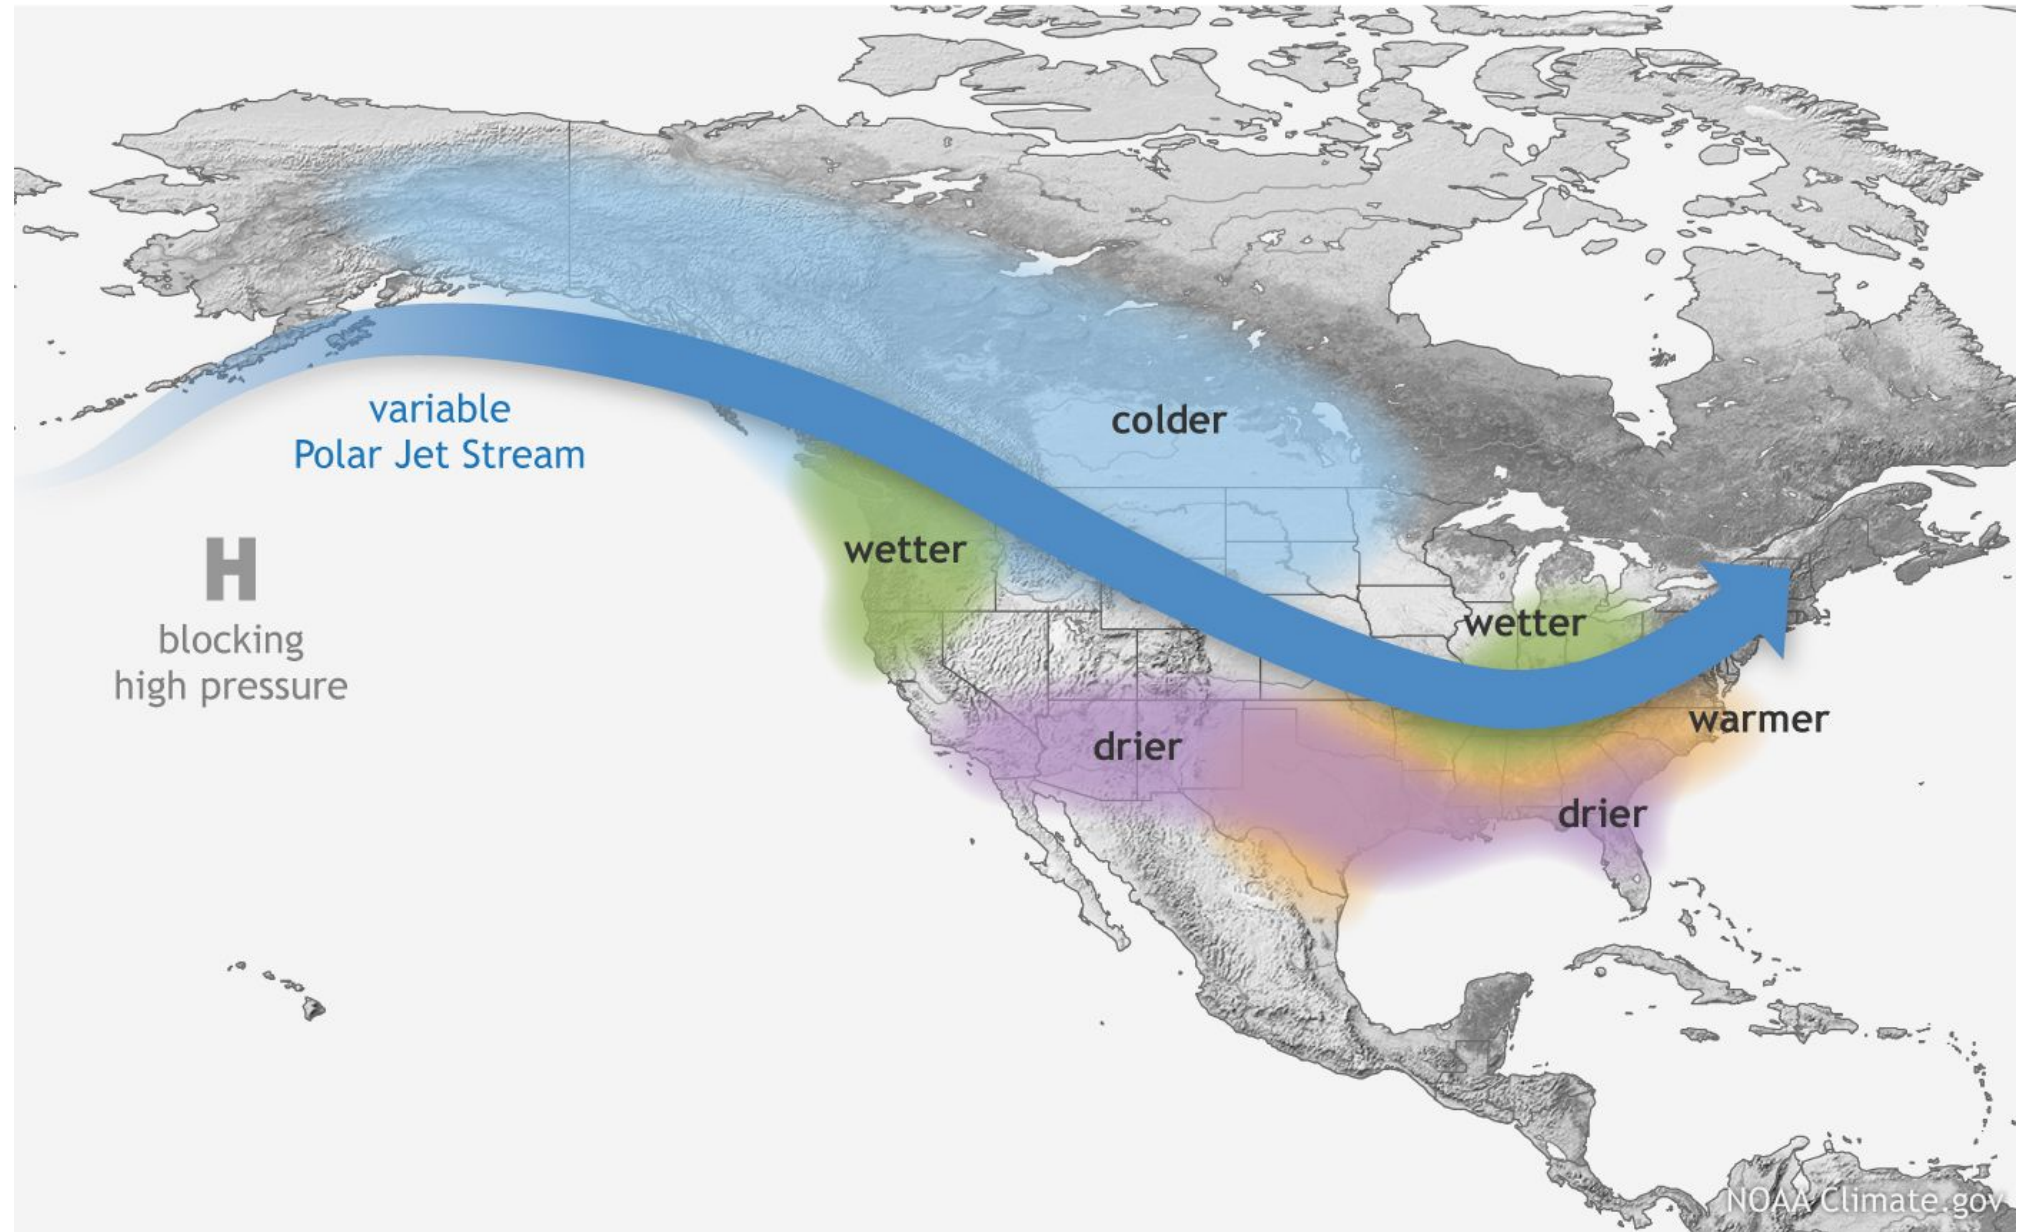 variable
Polar Jet Stream
colder
H
blocking
high pressure
wetter
wetter
warmer
drier
drier
NOAA Climate.gov